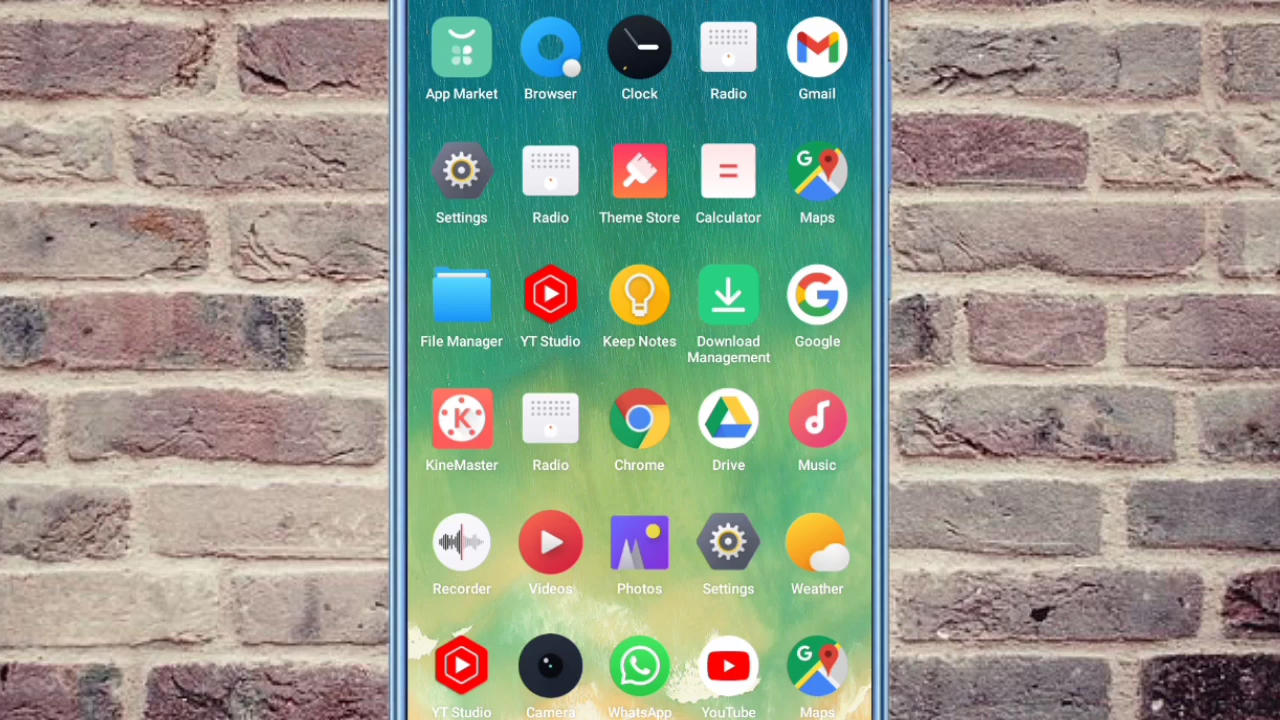 App Market Browser Clock Radio Gmail
Settings Radio Theme Store Calculator Maps
G
File Manager YT Studio Keep Notes Download Google
Management
K
KineMaster Radio Chrome Drive Music
Recorder Videos Photos Settings Weather
G
YT Studio Camera WhatsApp YouTube Maps